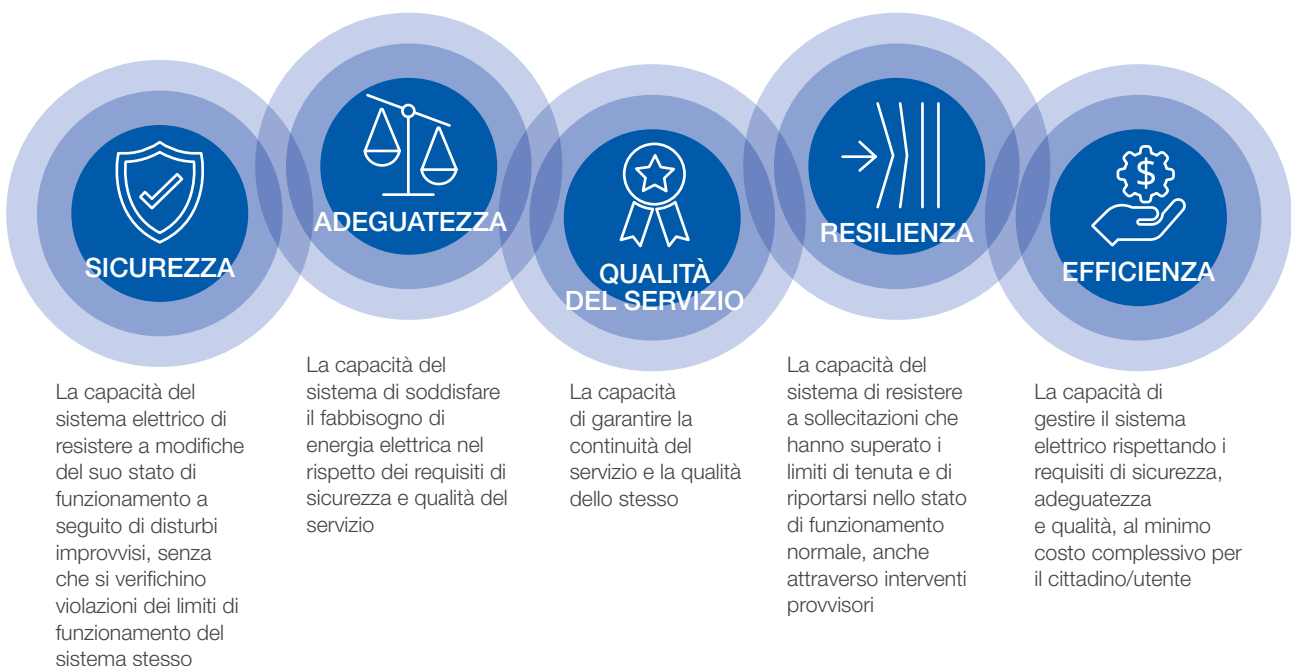 SICUREZZA
La capacità del
sistema elettrico di
resistere a modifiche
del suo stato di
funzionamento a
seguito di disturbi
improvvisi, senza
che si verifichino
violazioni dei limiti di
funzionamento del
sistema stesso
ADEGUATEZZA
La capacità del
sistema di soddisfare
il fabbisogno di
energia elettrica nel
rispetto dei requisiti di
sicurezza e qualità del
servizio
QUALITÀ
DEL SERVIZIO
La capacità
di garantire la
continuità del
servizio e la qualità
dello stesso
RESILIENZA
La capacità del
sistema di resistere
a sollecitazioni che
hanno superato i
limiti di tenuta e di
riportarsi nello stato
di funzionamento
normale, anche
attraverso interventi
provvisori
$
EFFICIENZA
La capacità di
gestire il sistema
elettrico rispettando i
requisiti di sicurezza,
adeguatezza
e qualità, al minimo
costo complessivo per
il cittadino/utente